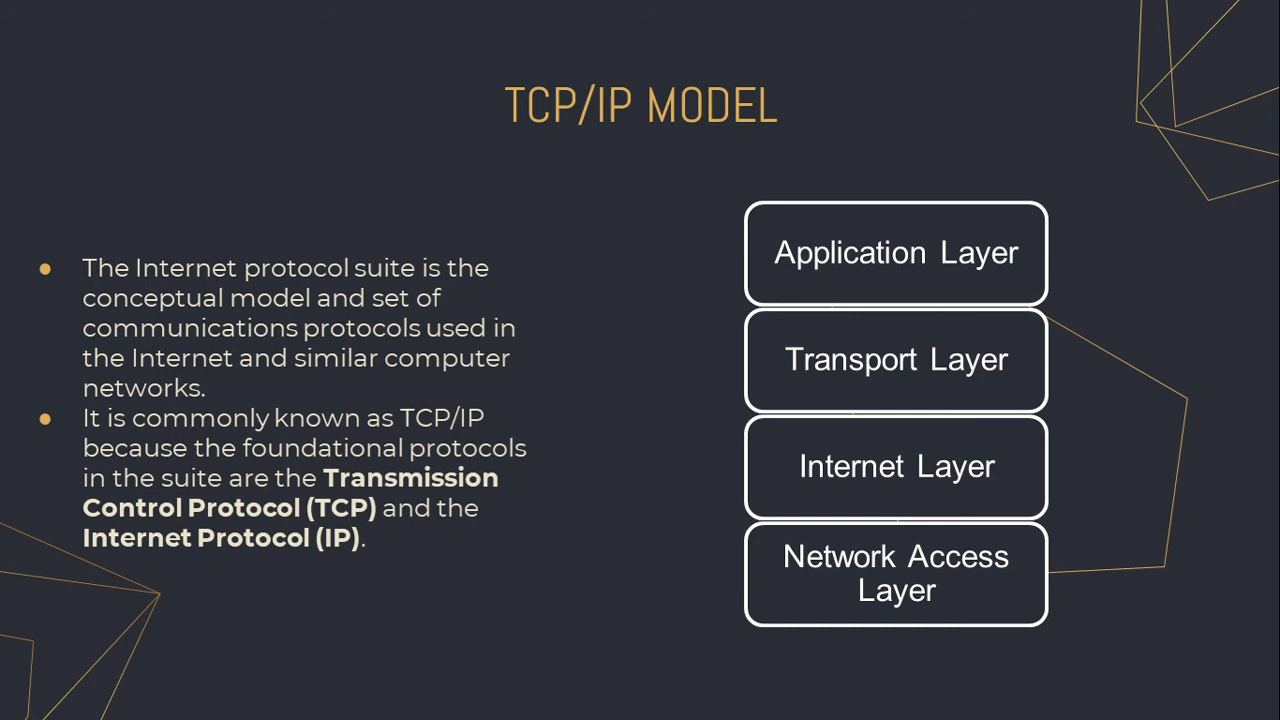 TCP/IP MODEL
● The Internet protocol suite is the
conceptual model and set of
communications protocols used in
the Internet and similar computer
networks.
● It is commonly known as TCP/IP
because the foundational protocols
in the suite are the Transmission
Control Protocol (TCP) and the
Internet Protocol (IP).
Application Layer
Transport Layer
Internet Layer
Network Access
Layer